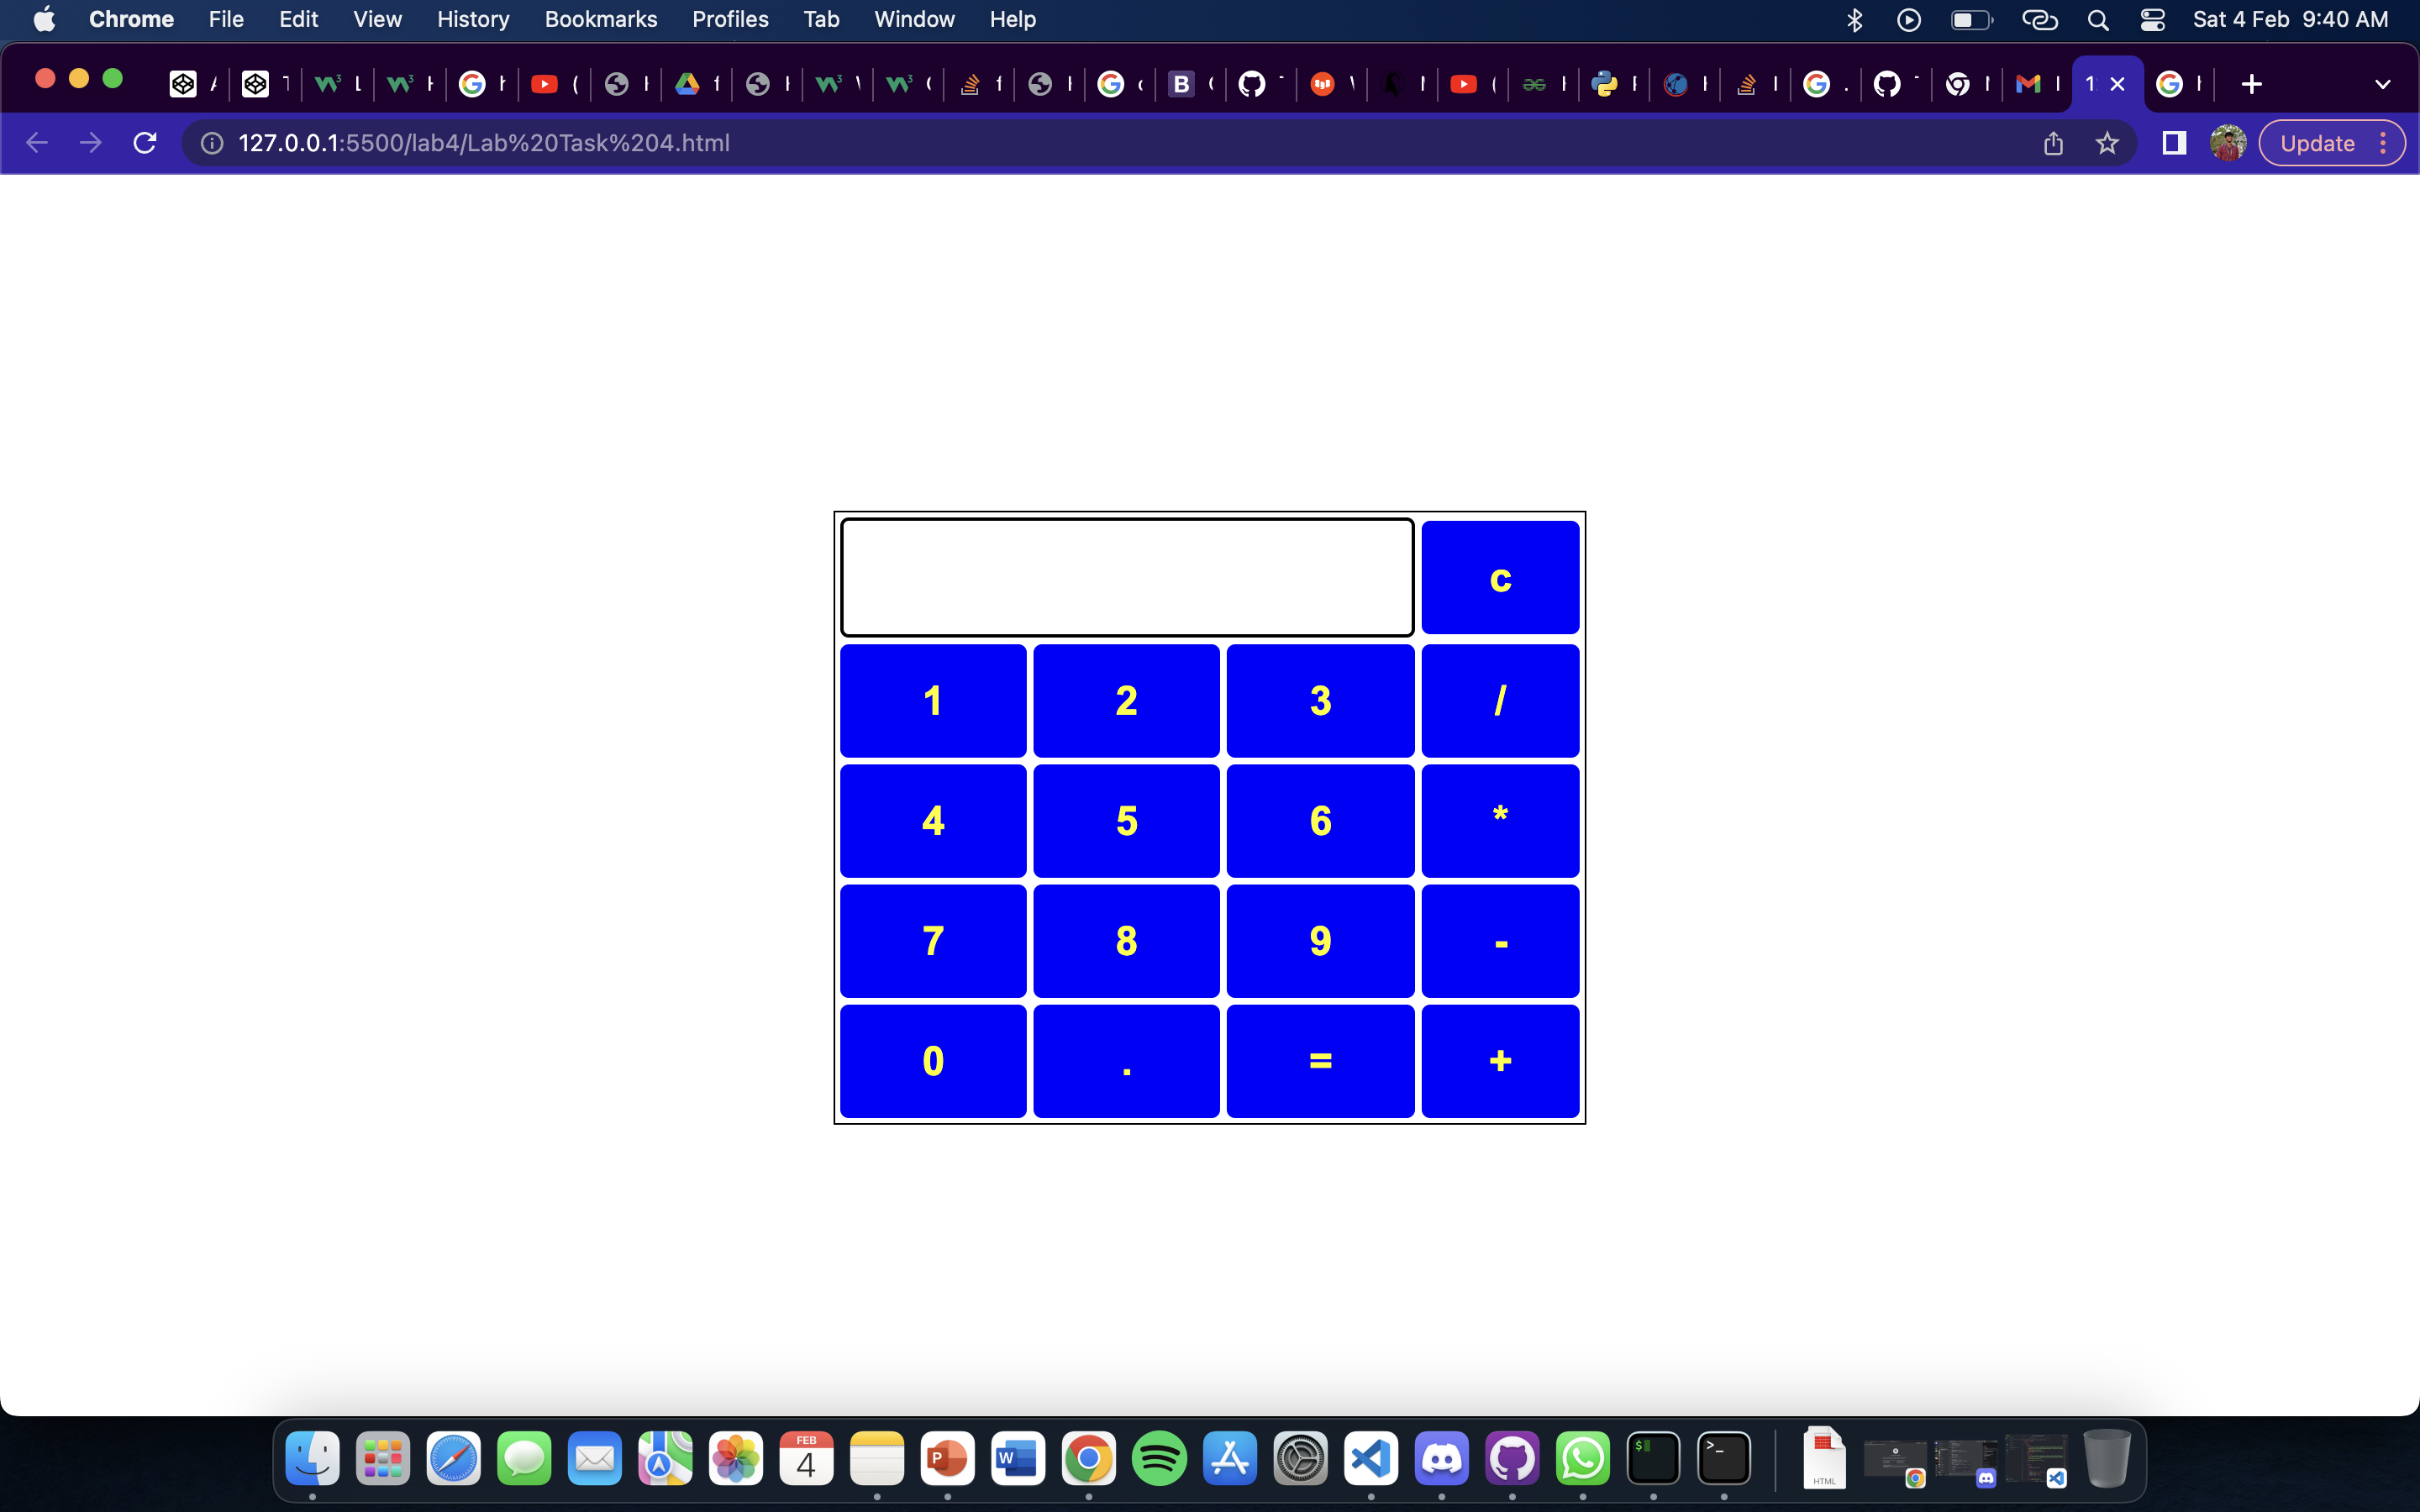 Chrome File Edit View History Bookmarks Profiles Tab Window Help Sat 4 Feb 9:40 AM
127.0.0.1:5500/lab4/Lab%20Task%204.html Update
c
1 2 3 /
4 5 6 *
7 8 9 -
0 . = +
FEB
4
HTML